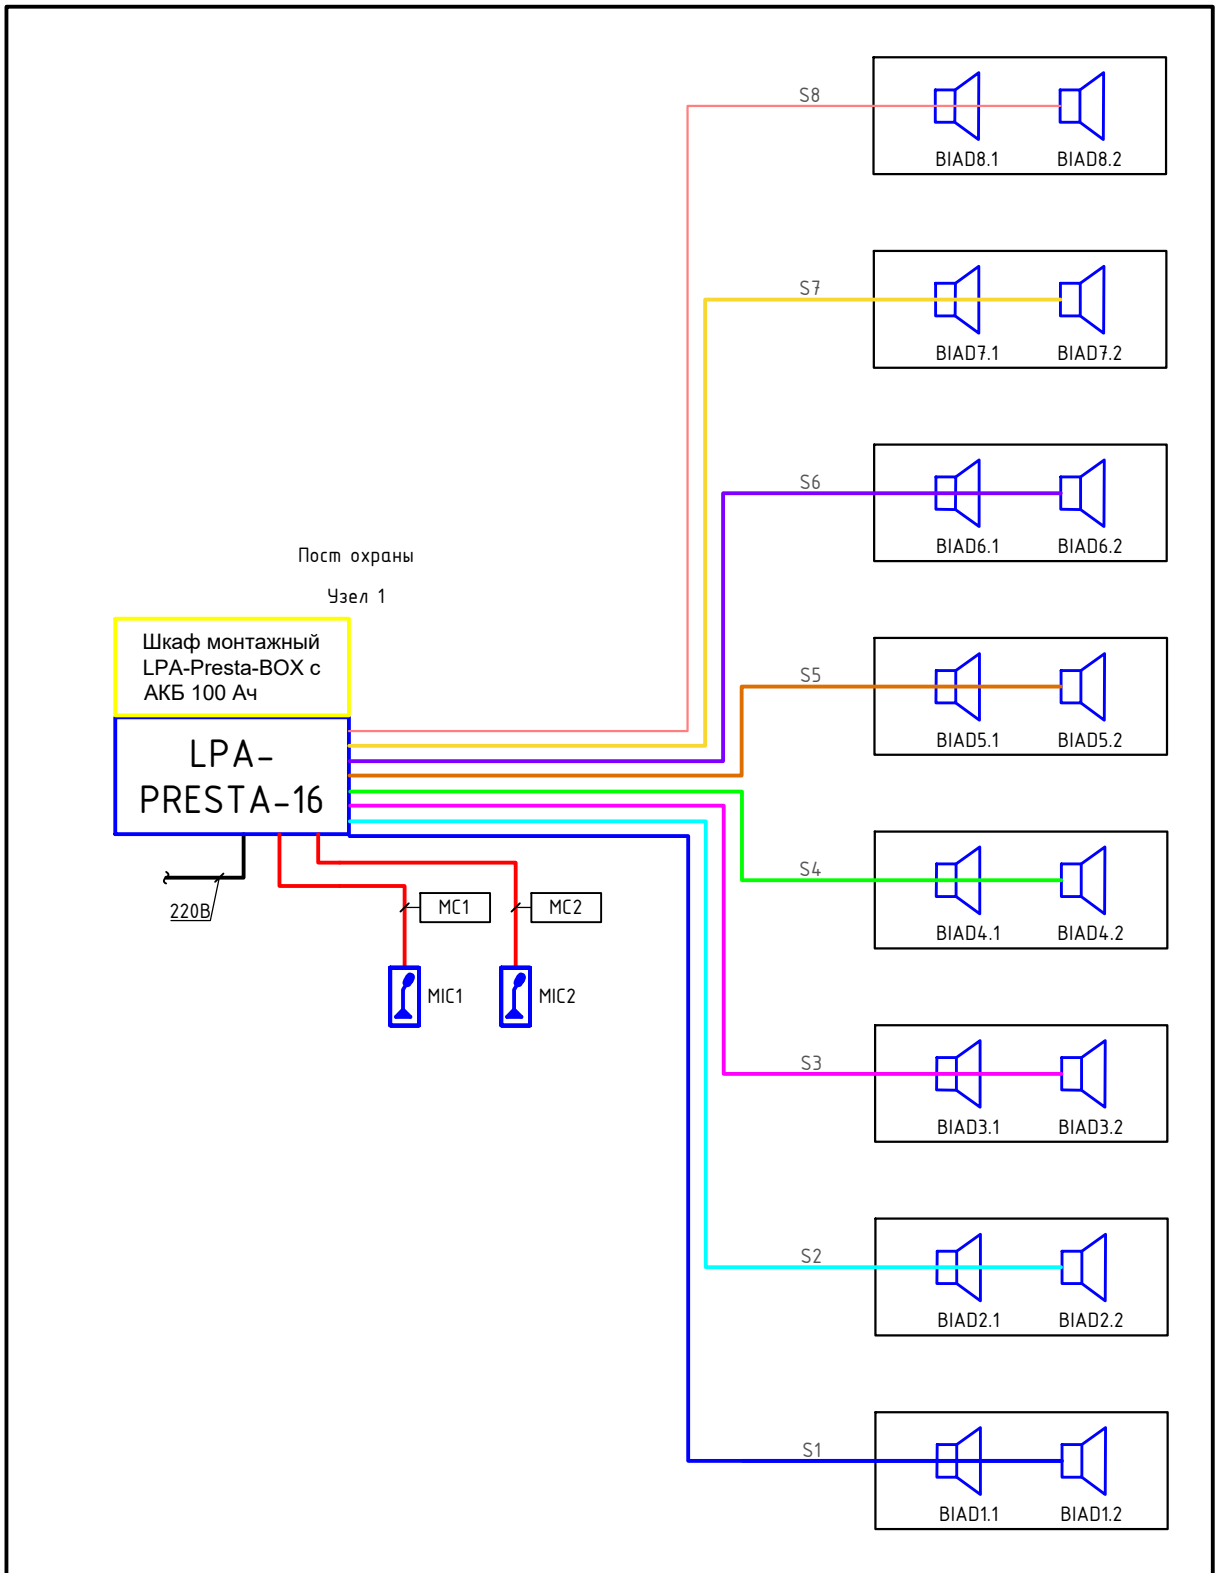 S8
BIAD8.1 BIAD8.2
S7
BIAD7.1 BIAD7.2
S6
BIAD6.1 BIAD6.2
Пост охраны
Узел 1
Шкаф монтажный
LPA-Presta-BOX с
АКБ 100 Ач
LPA-
PRESTA-16
220В
MC1
MC2
MIC1
MIC2
S5
BIAD5.1 BIAD5.2
S4
BIAD4.1 BIAD4.2
S3
BIAD3.1 BIAD3.2
S2
BIAD2.1 BIAD2.2
S1
BIAD1.1 BIAD1.2